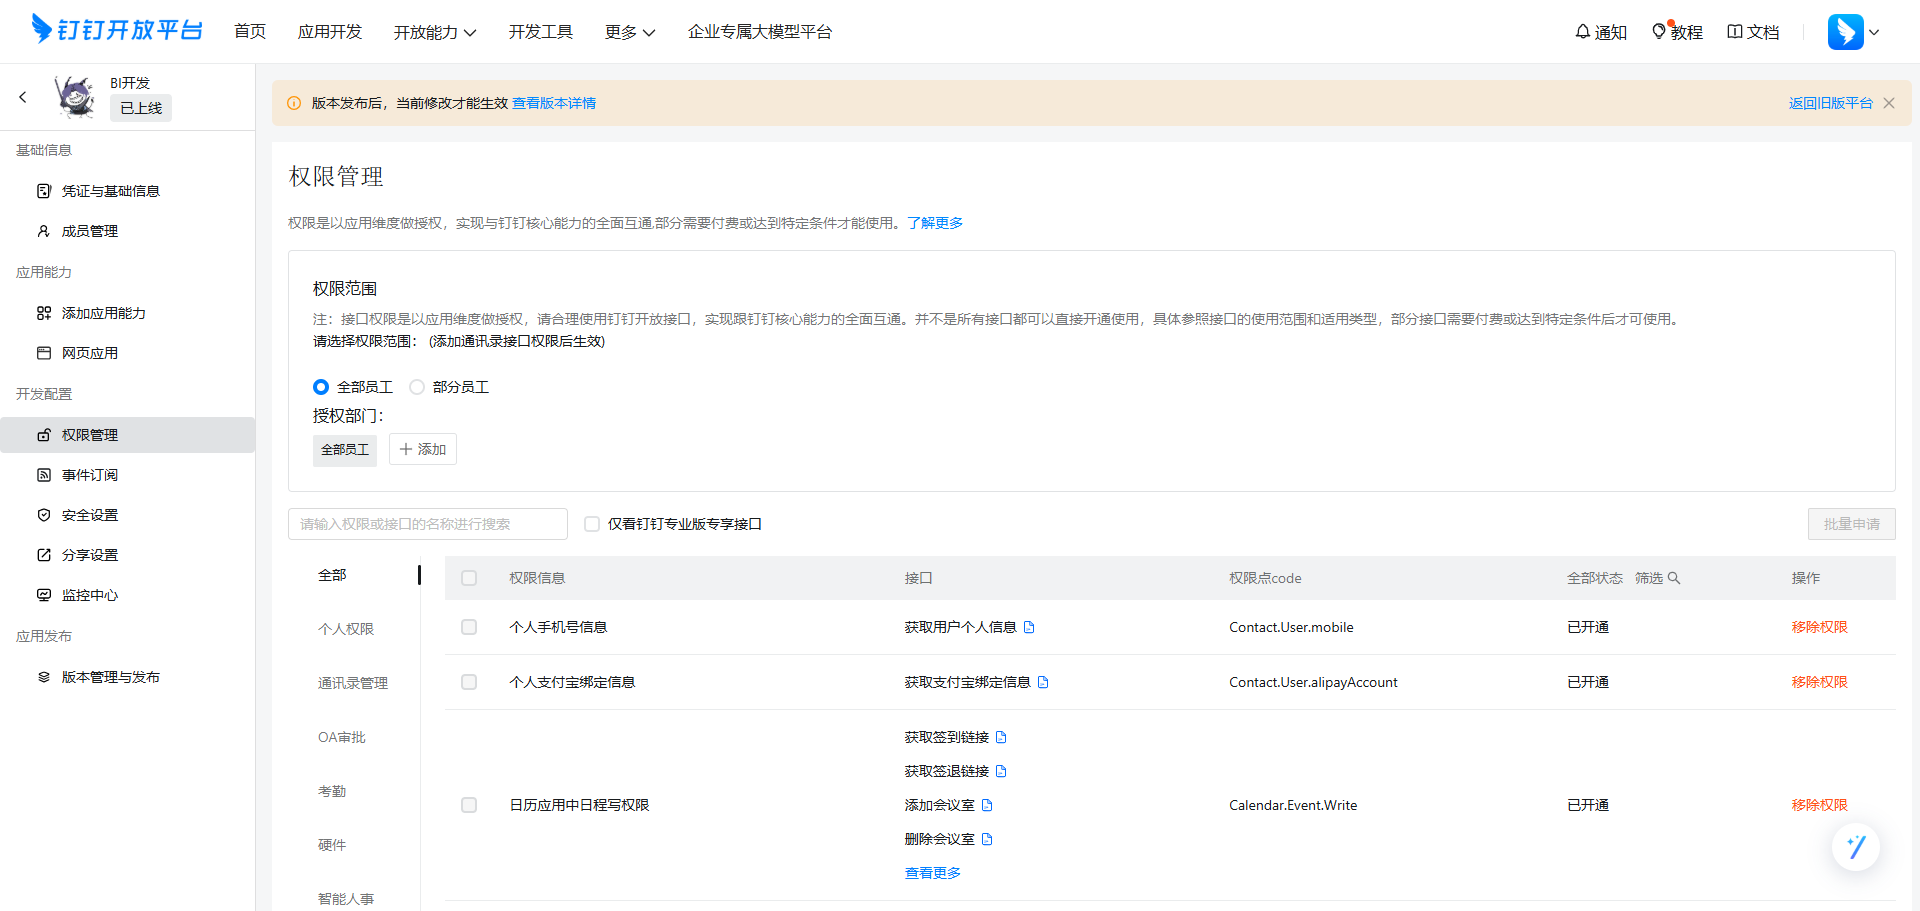 钉钉开放平台
首页 应用开发 开放能力 开发工具 更多 企业专属大模型平台 通知 教程 文档
BI开发
已上线
基础信息
凭证与基础信息
成员管理
应用能力
添加应用能力
网页应用
开发配置
权限管理
事件订阅
安全设置
分享设置
监控中心
应用发布
版本管理与发布
版本发布后，当前修改才能生效 查看版本详情 返回旧版平台
权限管理
权限是以应用维度做授权，实现与钉钉核心能力的全面互通,部分需要付费或达到特定条件才能使用。了解更多
权限范围
注：接口权限是以应用维度做授权，请合理使用钉钉开放接口，实现跟钉钉核心能力的全面互通。并不是所有接口都可以直接开通使用，具体参照接口的使用范围和适用类型，部分接口需要付费或达到特定条件后才可使用。
请选择权限范围： (添加通讯录接口权限后生效)
全部员工 部分员工
授权部门：
全部员工 添加
请输入权限或接口的名称进行搜索 仅看钉钉专业版专享接口 批量申请
全部
个人权限
通讯录管理
OA审批
考勤
硬件
智能人事
权限信息 接口 权限点code 全部状态 筛选 操作
个人手机号信息 获取用户个人信息 Contact.User.mobile 已开通 移除权限
个人支付宝绑定信息 获取支付宝绑定信息 Contact.User.alipayAccount 已开通 移除权限
获取签到链接
获取签退链接
日历应用中日程写权限 添加会议室 Calendar.Event.Write 已开通 移除权限
删除会议室
查看更多